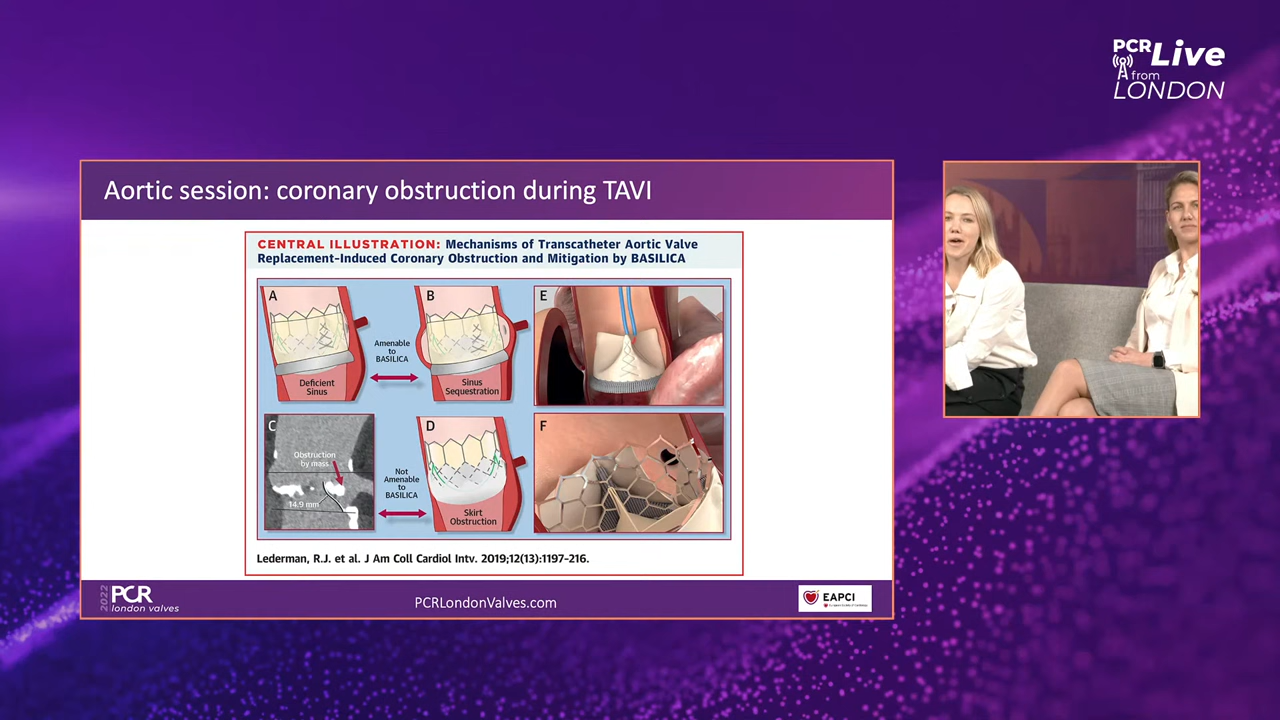 PCR Live
from
LONDON
Aortic session: coronary obstruction during TAVI
CENTRAL ILLUSTRATION: Mechanisms of Transcatheter Aortic Valve
Replacement-Induced Coronary Obstruction and Mitigation by BASILICA
A
B
E
Amenable
to
BASILICA
Deficient
Sinus
Sinus
Sequestration
C
D
F
Obstruction
by mass
14.9 mm
Not
Amenable
to
BASILICA
Skirt
Obstruction
Lederman, R.J. et al. J Am Coll Cardiol Intv. 2019;12(13):1197-216.
2022
PCR
london valves
PCRLondonValves.com
EAPCI